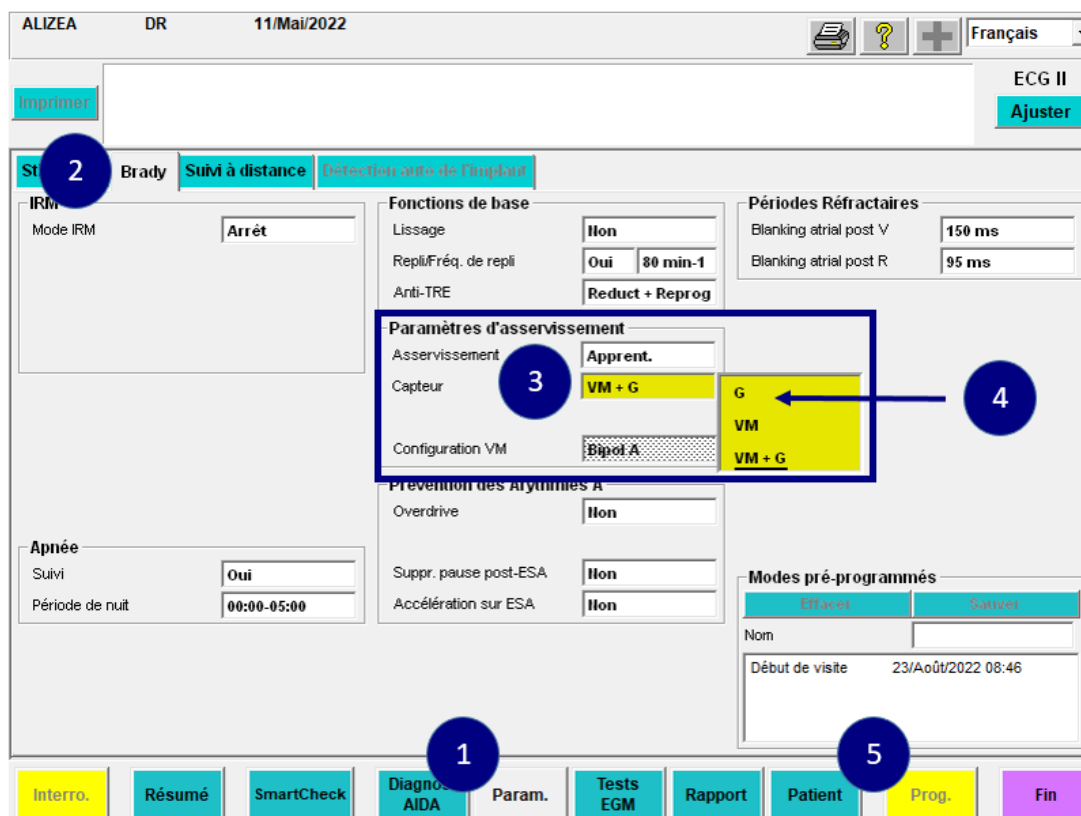 ALIZEA DR 11/Mai/2022
Français
ECG II
Imprimer
Ajuster
2
St
Brady
Suivi à distance
Détection auto de l'implant
IRM
Mode IRM Arrét
Fonctions de base
Lissage Non
Repli/Fréq. de repli Oui 80 min-1
Anti-TRE Reduct + Reprog
Périodes Réfractaires
Blanking atrial post V 150 ms
Blanking atrial post R 95 ms
Paramètres d'asservissement
Asservissement Apprent.
Capteur 3 VM + G
Configuration VM Bipol A
G
VM
VM + G
4
Prévention des Arythmies A
Overdrive Non
Suppr. pause post-ESA Non
Accélération sur ESA Non
Apnée
Suivi Oui
Période de nuit 00:00-05:00
Modes pré-programmés
Effacer Sauver
Nom
Début de visite 23/Août/2022 08:46
1
5
Interro.
Résumé
SmartCheck
Diagnos
AIDA
Param.
Tests
EGM
Rapport
Patient
Prog.
Fin